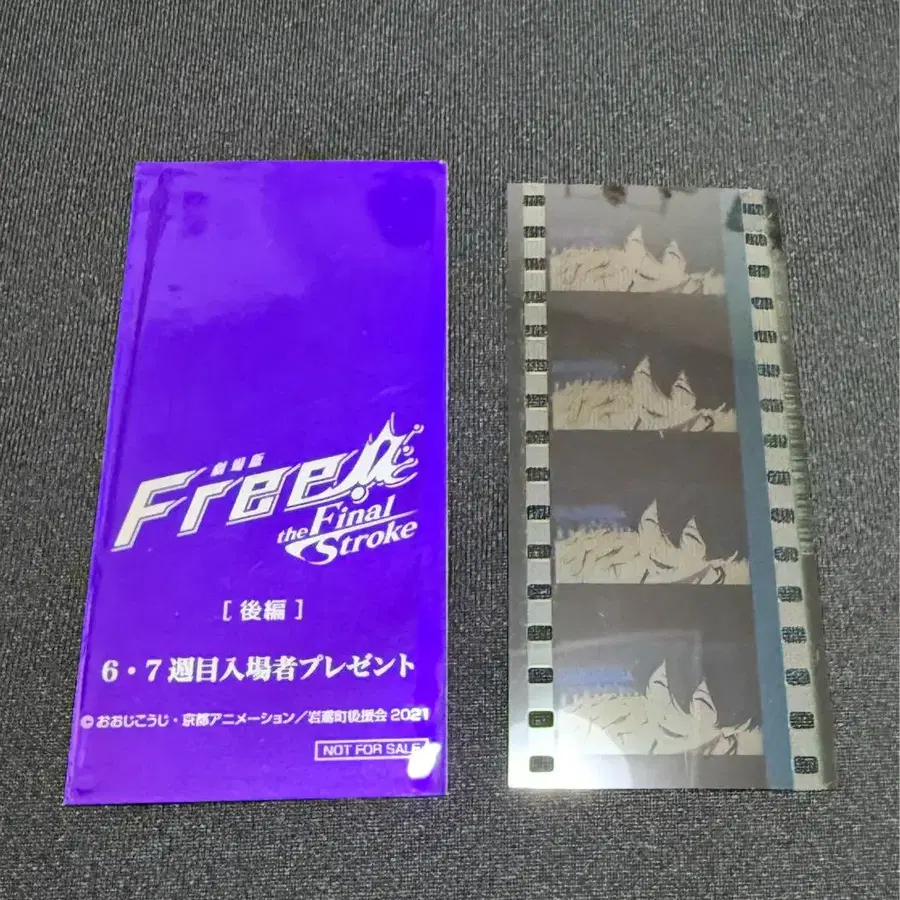 劇場版
Free!
the Final
Stroke
[ 後編 ]
6・7週目入場者プレゼント
© おおじこうじ・京都アニメーション／岩鳶町後援会 2021
NOT FOR SALE